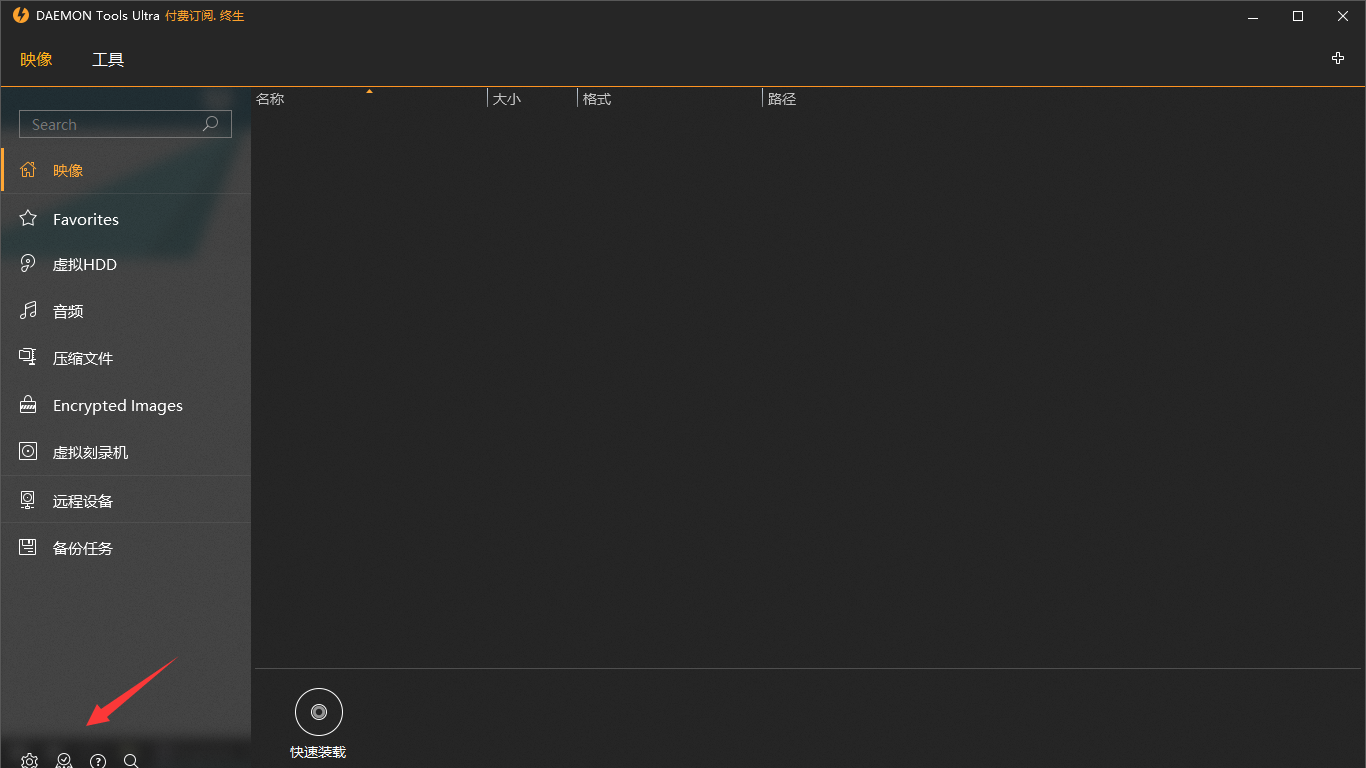 DAEMON Tools Ultra 付费订阅. 终生
映像 工具
名称 大小 格式 路径
Search
映像
Favorites
虚拟HDD
音频
压缩文件
Encrypted Images
虚拟刻录机
远程设备
备份任务
快速装载